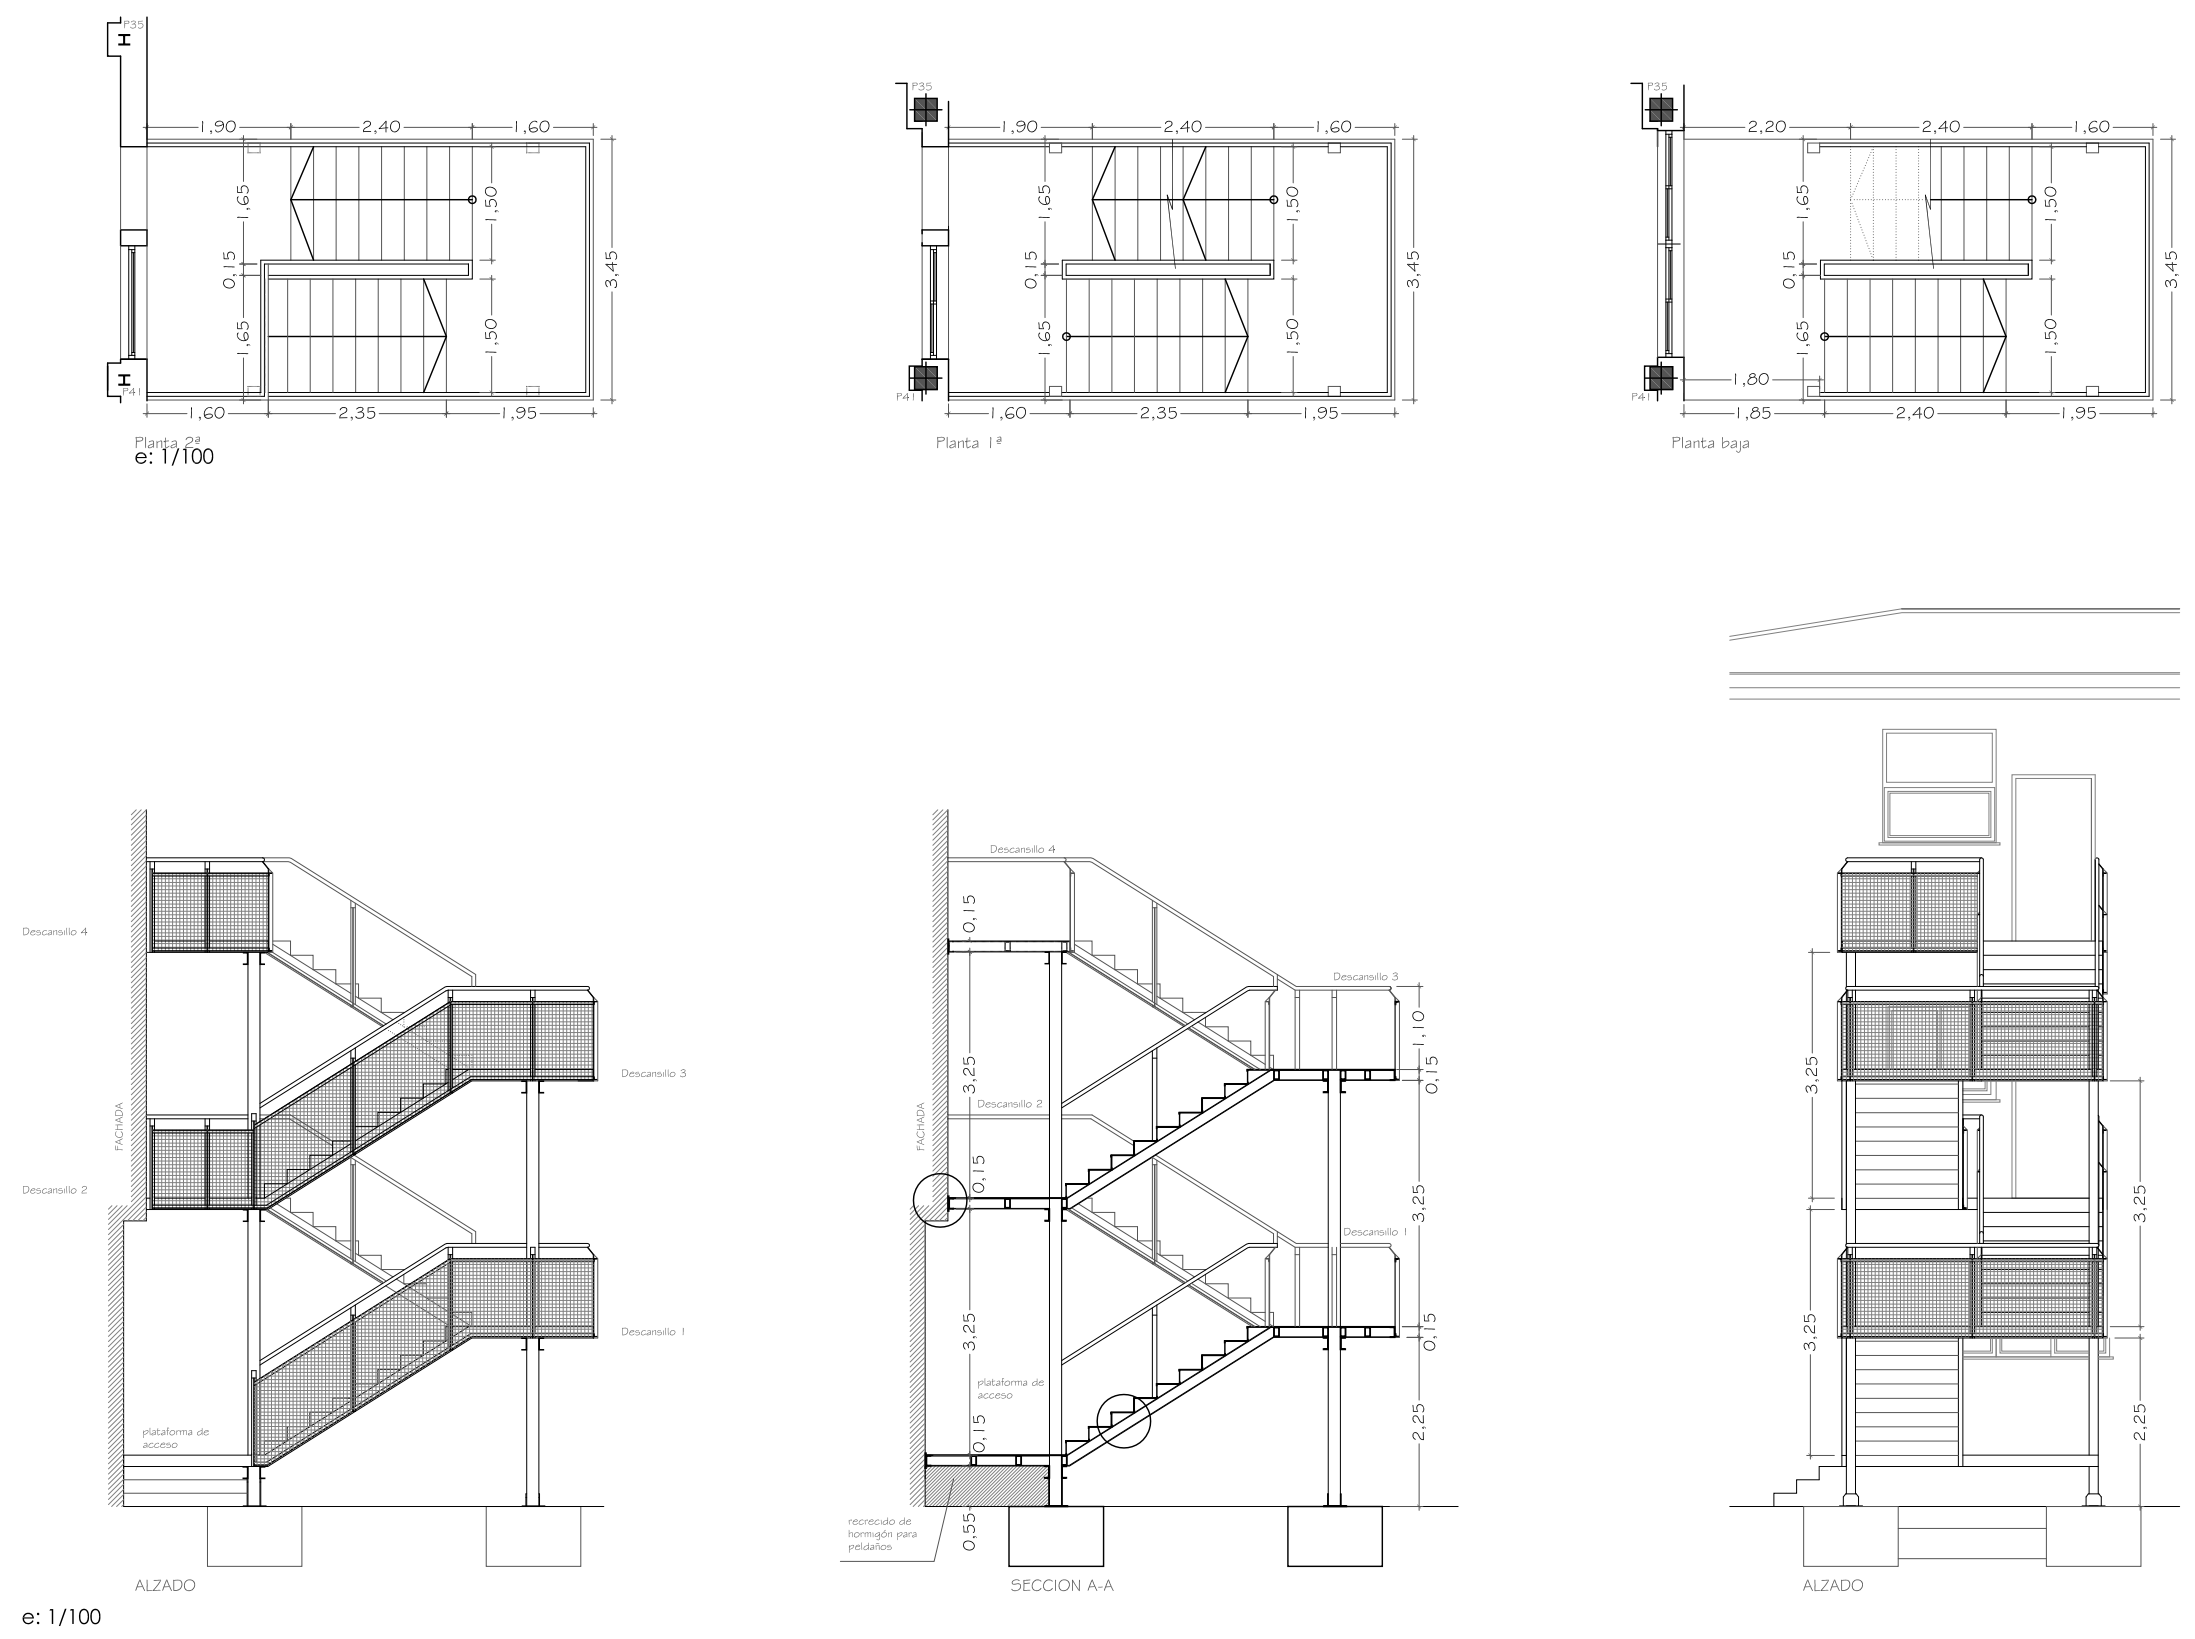 P35
1,90
2,40
1,60
1,65
1,50
0,15
3,45
1,65
1,50
P41
1,60
2,35
1,95
Planta 2ª
e: 1/100
P35
1,90
2,40
1,60
1,65
1,50
0,15
3,45
1,65
1,50
P41
1,60
2,35
1,95
Planta 1ª
P35
2,20
2,40
1,60
1,65
1,50
0,15
3,45
1,65
1,50
1,80
P41
1,85
2,40
1,95
Planta baja
Descansillo 4
Descansillo 3
FACHADA
Descansillo 2
Descansillo 1
plataforma de
acceso
ALZADO
e: 1/100
Descansillo 4
0,15
Descansillo 3
1,10
3,25
0,15
Descansillo 2
FACHADA
0,15
3,25
Descansillo 1
3,25
0,15
plataforma de
acceso
0,15
2,25
recrecido de
hormigón para
peldaños
0,55
SECCION A-A
3,25
3,25
3,25
2,25
ALZADO